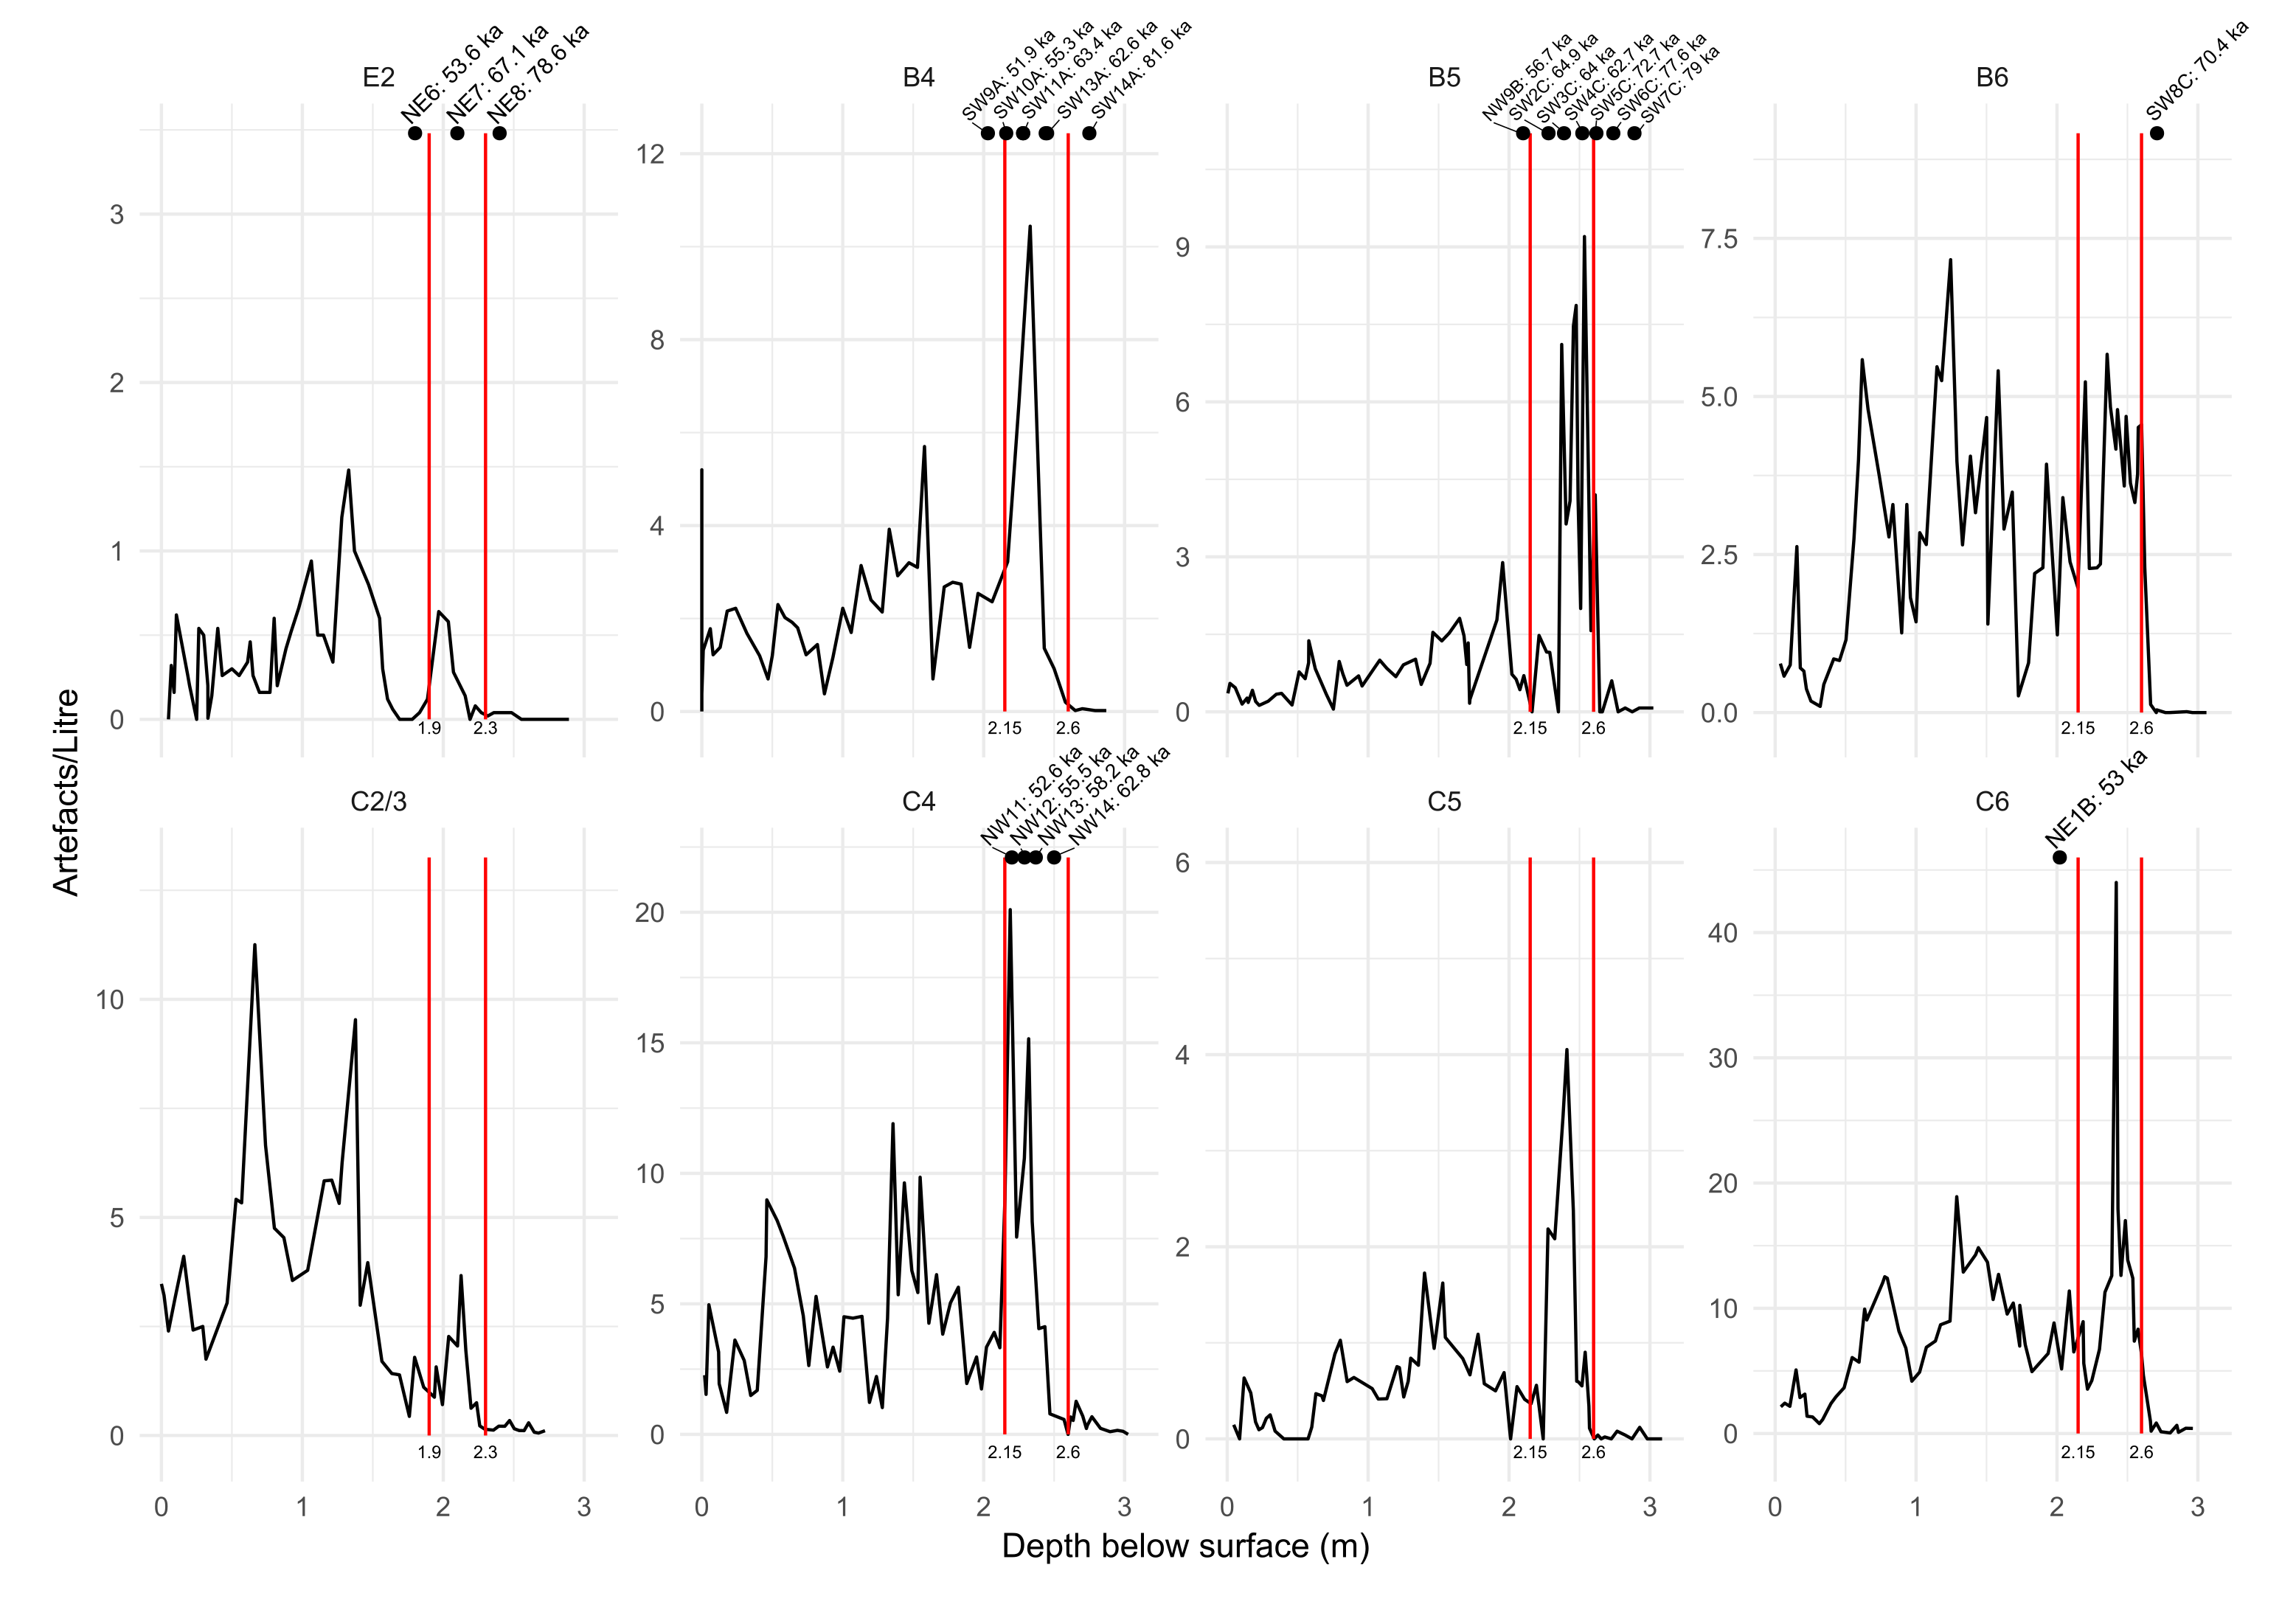 E2
NE6: 53.6 ka
NE7: 67.1 ka
NE8: 78.6 ka
3
2
1
0
1.9
2.3
B4
SW9A: 51.9 ka
SW10A: 55.3 ka
SW11A: 63.4 ka
SW13A: 62.6 ka
SW14A: 81.6 ka
12
8
4
0
2.15
2.6
B5
NW9B: 56.7 ka
SW2C: 64.9 ka
SW3C: 64 ka
SW4C: 62.7 ka
SW5C: 72.7 ka
SW6C: 77.6 ka
SW7C: 79 ka
9
6
3
0
2.15
2.6
B6
SW8C: 70.4 ka
7.5
5.0
2.5
0.0
2.15
2.6
Artefacts/Litre
C2/3
10
5
0
1.9
2.3
0 1 2 3
C4
NW11: 52.6 ka
NW12: 55.5 ka
NW13: 58.2 ka
NW14: 62.8 ka
20
15
10
5
0
2.15
2.6
0 1 2 3
C5
6
4
2
0
2.15
2.6
0 1 2 3
C6
NE1B: 53 ka
40
30
20
10
0
2.15
2.6
0 1 2 3
Depth below surface (m)